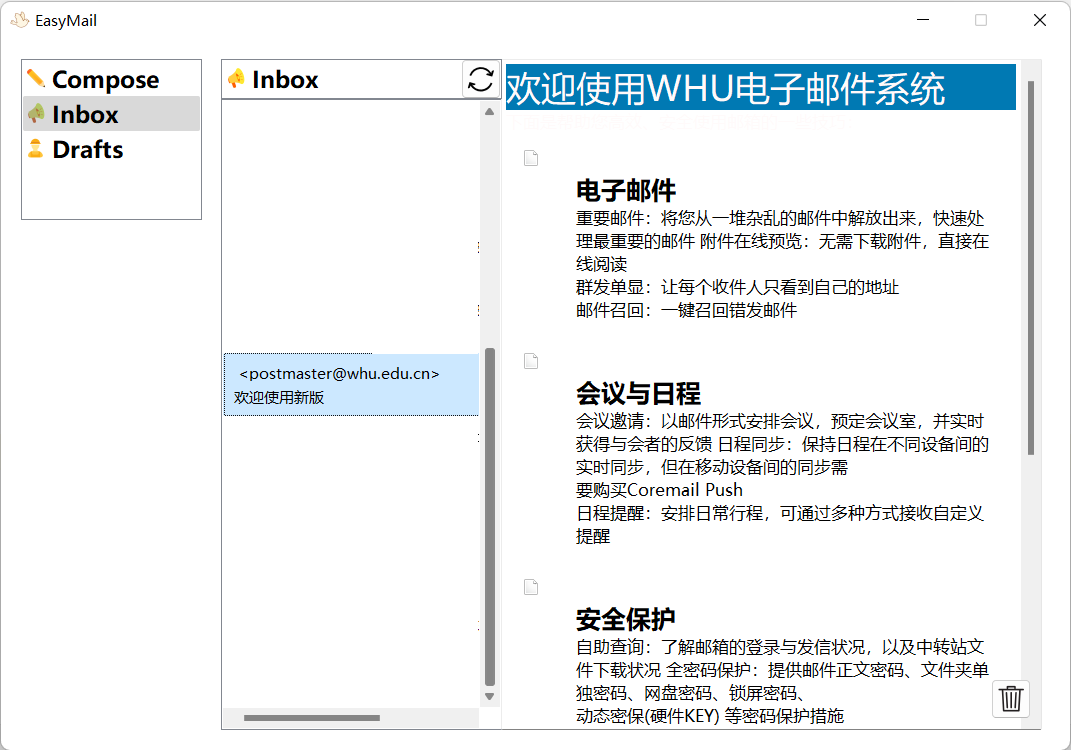 EasyMail
Compose
Inbox
Drafts
Inbox
<postmaster@whu.edu.cn>
欢迎使用新版
欢迎使用WHU电子邮件系统
电子邮件
重要邮件：将您从一堆杂乱的邮件中解放出来，快速处
理最重要的邮件 附件在线预览：无需下载附件，直接在
线阅读
群发单显：让每个收件人只看到自己的地址
邮件召回：一键召回错发邮件
会议与日程
会议邀请：以邮件形式安排会议，预定会议室，并实时
获得与会者的反馈 日程同步：保持日程在不同设备间的
实时同步，但在移动设备间的同步需
要购买Coremail Push
日程提醒：安排日常行程，可通过多种方式接收自定义
提醒
安全保护
自助查询：了解邮箱的登录与发信状况，以及中转站文
件下载状况 全密码保护：提供邮件正文密码、文件夹单
独密码、网盘密码、锁屏密码、
动态密保(硬件KEY) 等密码保护措施